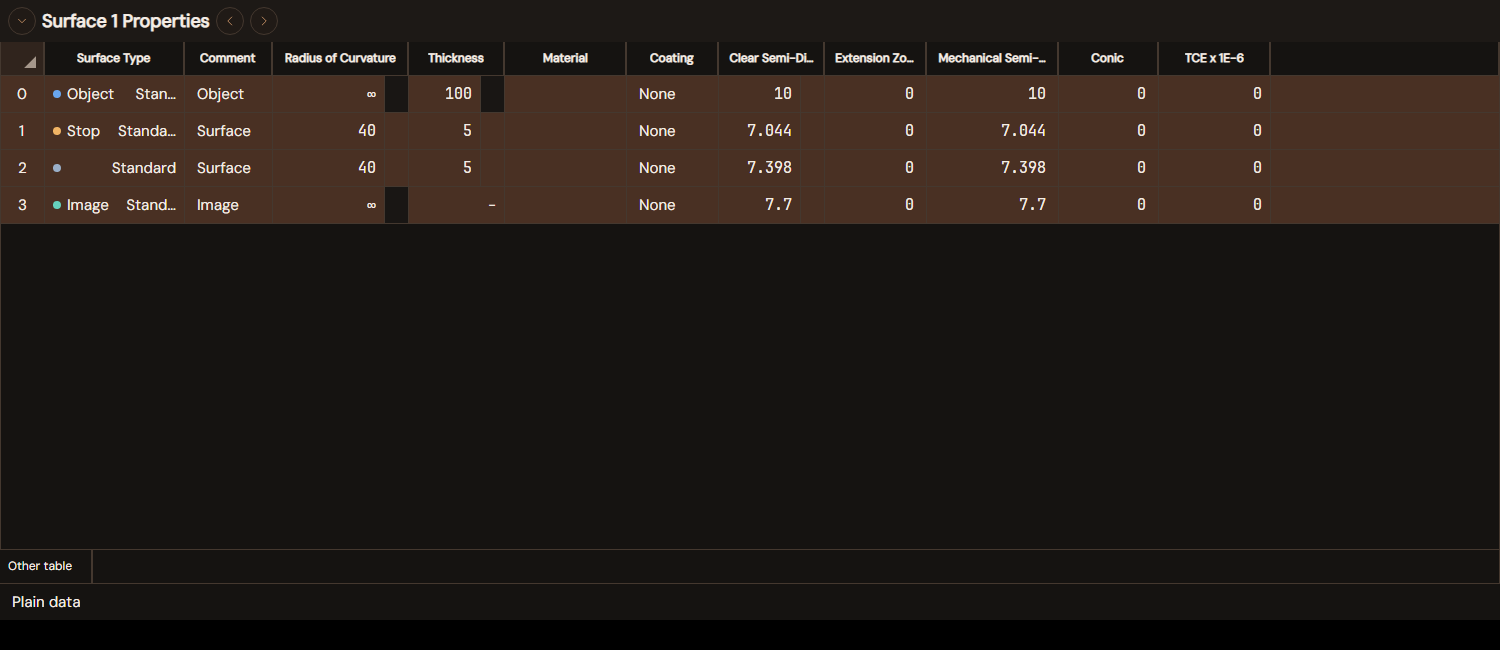 Surface 1 Properties
Surface Type Comment Radius of Curvature Thickness Material Coating Clear Semi-Di... Extension Zo... Mechanical Semi-... Conic TCE x 1E-6
0 Object Stan... Object ∞ 100 None 10 0 10 0 0
1 Stop Standa... Surface 40 5 None 7.044 0 7.044 0 0
2 Standard Surface 40 5 None 7.398 0 7.398 0 0
3 Image Stand... Image ∞ - None 7.7 0 7.7 0 0
Other table
Plain data